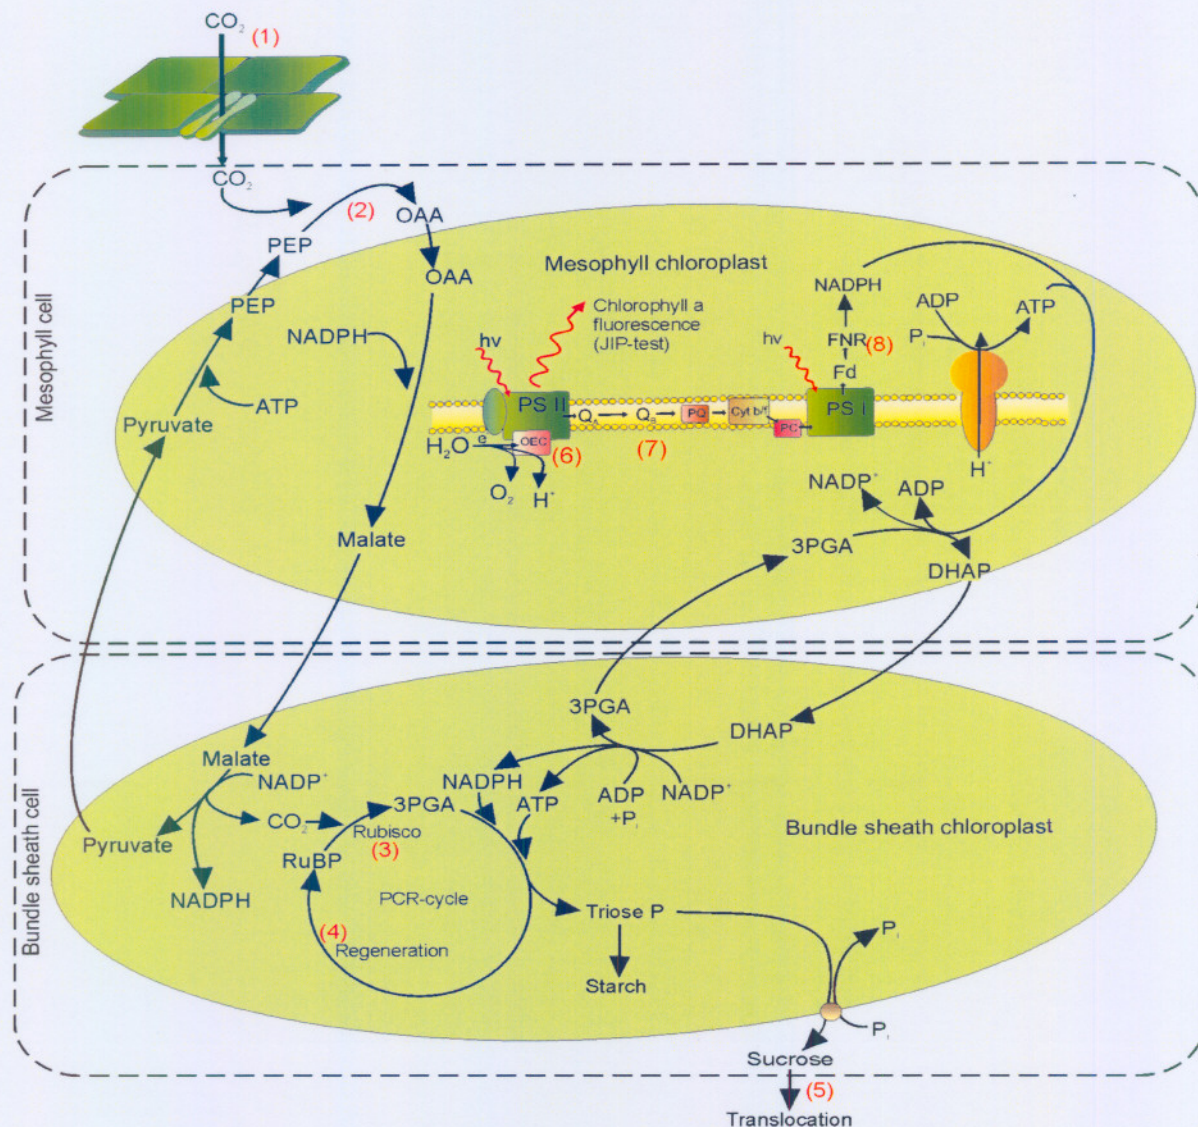 CO₂ (1)
CO₂
(2)
OAA
PEP
OAA
PEP
NADPH
ATP
Pyruvate
Malate
Mesophyll cell
Mesophyll chloroplast
Chlorophyll a
fluorescence
(JIP-test)
hν
PS II
Qₐ
Q_B
PQ
Cyt b/f
PC
hν
PS I
Fd
FNR (8)
NADPH
ADP
Pᵢ
ATP
H⁺
H₂O
e⁻
OEC
(6)
(7)
O₂
H⁺
NADP⁺
ADP
3PGA
DHAP
Bundle sheath cell
3PGA
DHAP
Malate
NADP⁺
NADPH
ATP
ADP
+Pᵢ
NADP⁺
CO₂
3PGA
Rubisco
(3)
Pyruvate
RuBP
NADPH
PCR-cycle
(4)
Regeneration
Bundle sheath chloroplast
Triose P
Starch
Pᵢ
Pᵢ
Sucrose
(5)
Translocation